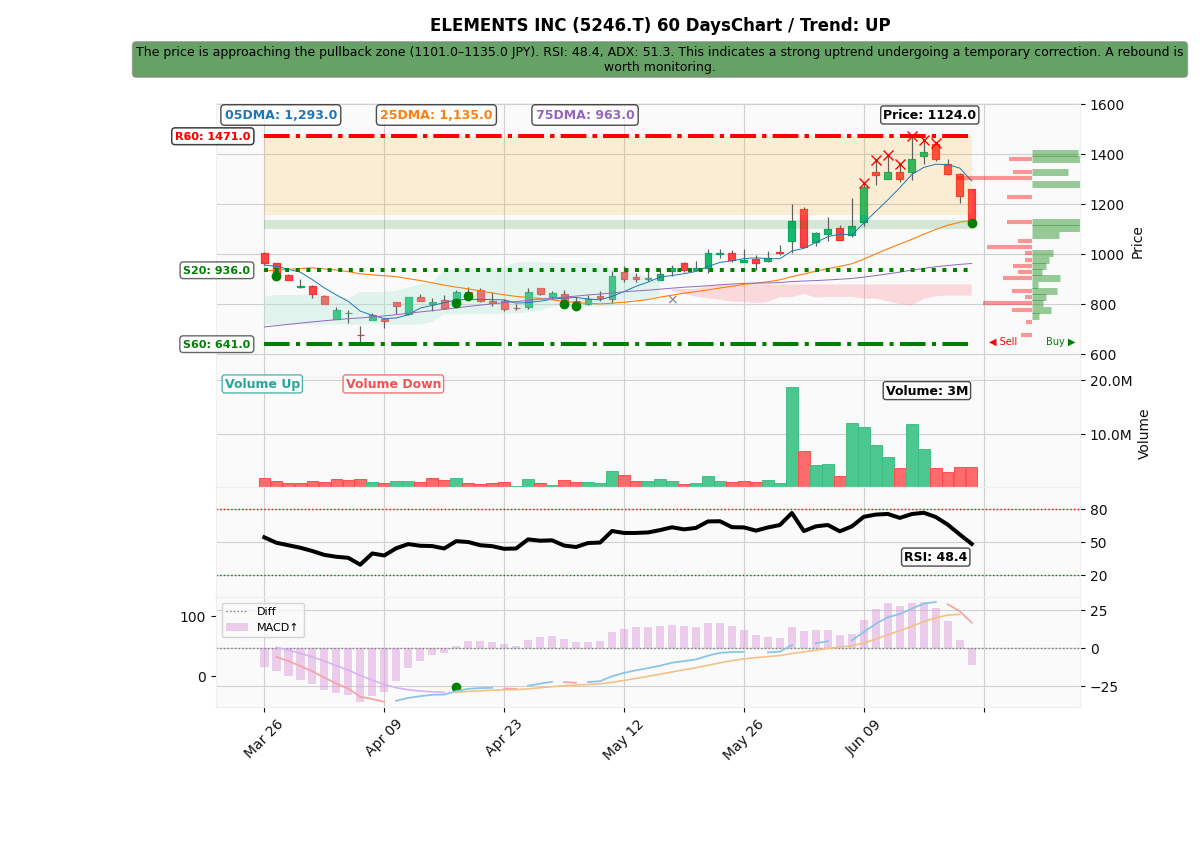 ELEMENTS INC (5246.T) 60 DaysChart / Trend: UP
The price is approaching the pullback zone (1101.0–1135.0 JPY). RSI: 48.4, ADX: 51.3. This indicates a strong uptrend undergoing a temporary correction. A rebound is
worth monitoring.
05DMA: 1,293.0
25DMA: 1,135.0
75DMA: 963.0
Price: 1124.0
R60: 1471.0
S20: 936.0
S60: 641.0
1600
1400
1200
1000
800
600
Price
◀ Sell
Buy ▶
Volume Up
Volume Down
Volume: 3M
20.0M
10.0M
Volume
80
50
20
RSI: 48.4
Diff
MACD↑
100
0
25
0
−25
Mar 26
Apr 09
Apr 23
May 12
May 26
Jun 09